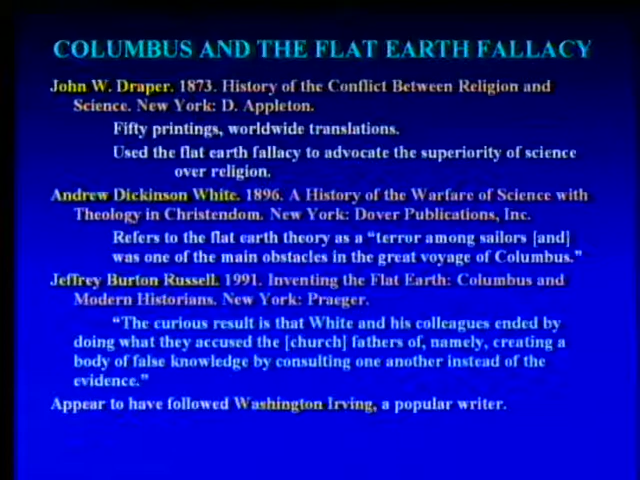 COLUMBUS AND THE FLAT EARTH FALLACY
John W. Draper. 1873. History of the Conflict Between Religion and
Science. New York: D. Appleton.
Fifty printings, worldwide translations.
Used the flat earth fallacy to advocate the superiority of science
over religion.
Andrew Dickinson White. 1896. A History of the Warfare of Science with
Theology in Christendom. New York: Dover Publications, Inc.
Refers to the flat earth theory as a “terror among sailors [and]
was one of the main obstacles in the great voyage of Columbus.”
Jeffrey Burton Russell. 1991. Inventing the Flat Earth: Columbus and
Modern Historians. New York: Praeger.
“The curious result is that White and his colleagues ended by
doing what they accused the [church] fathers of, namely, creating a
body of false knowledge by consulting one another instead of the
evidence.”
Appear to have followed Washington Irving, a popular writer.